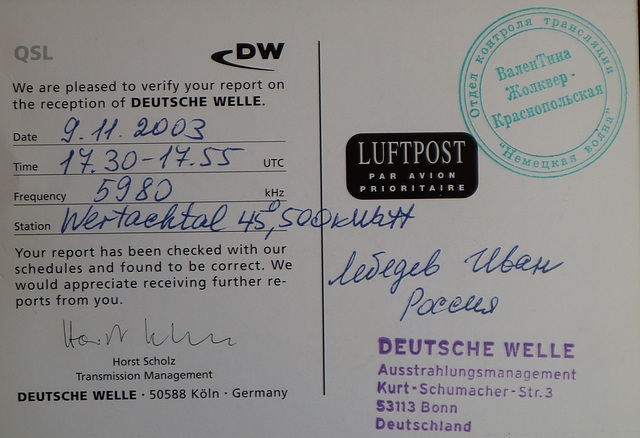 QSL
DW
We are pleased to verify your report on
the reception of DEUTSCHE WELLE.
Date 9.11.2003
Time 17.30-17.55 UTC
Frequency 5980 kHz
Station Wertachtal 45°, 500kWatt
Your report has been checked with our
schedules and found to be correct. We
would appreciate receiving further re-
ports from you.
Horst Scholz
Transmission Management
DEUTSCHE WELLE · 50588 Köln · Germany
Отдел контроля трансляции
ВаленТина
Жолквер -
Краснопольская
"Немецкая волна"
LUFTPOST
PAR AVION
PRIORITAIRE
Лебедев Иван
Россия
DEUTSCHE WELLE
Ausstrahlungsmanagement
Kurt-Schumacher-Str.3
53113 Bonn
Deutschland